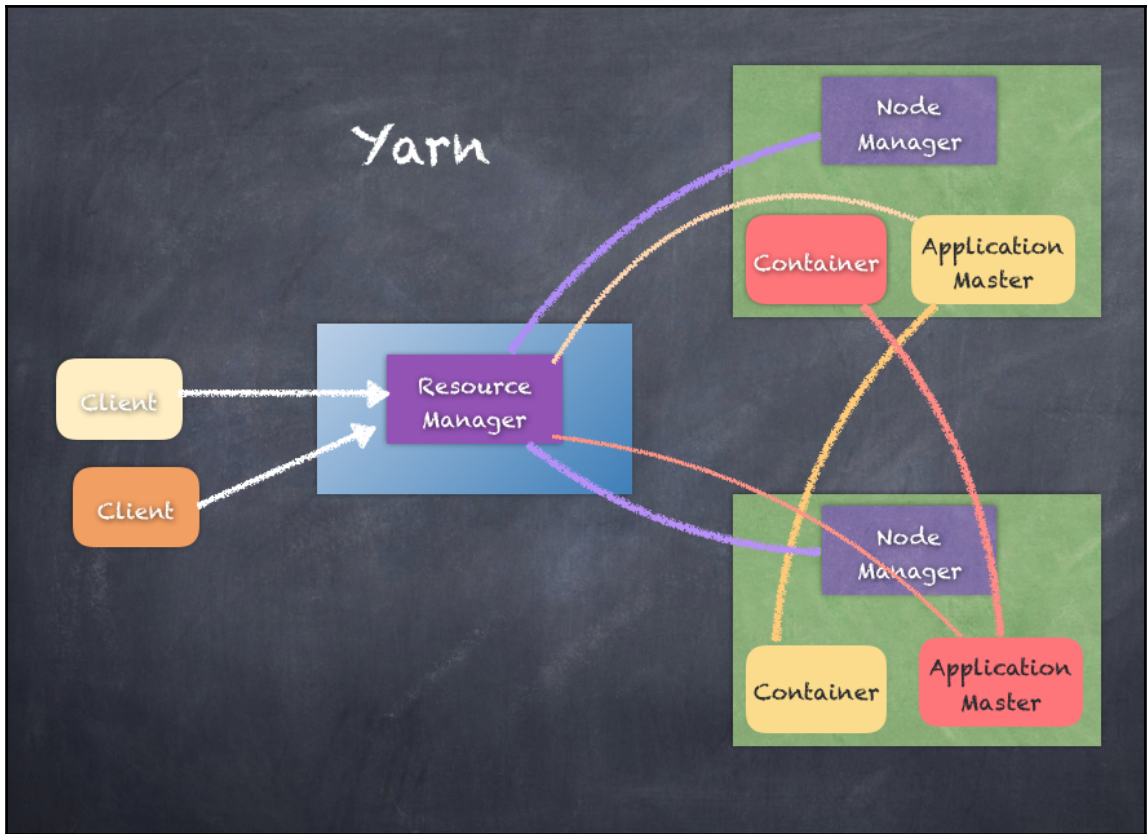 Yarn
Client
Client
Resource
Manager
Node
Manager
Container
Application
Master
Node
Manager
Container
Application
Master